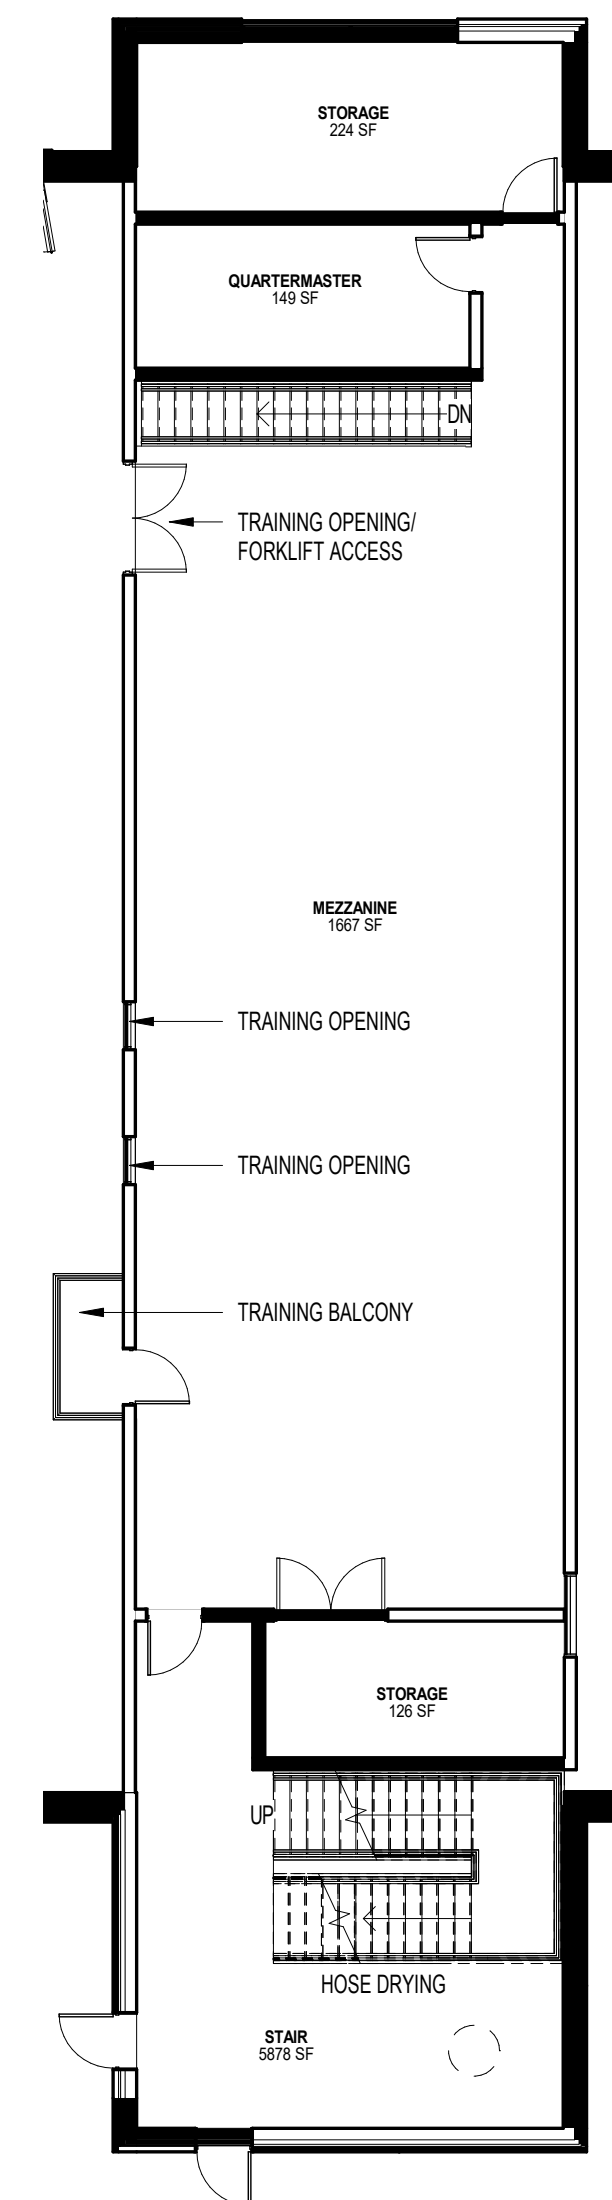 STORAGE
224 SF
QUARTERMASTER
149 SF
DN
TRAINING OPENING/
FORKLIFT ACCESS
MEZZANINE
1667 SF
TRAINING OPENING
TRAINING OPENING
TRAINING BALCONY
STORAGE
126 SF
UP
HOSE DRYING
STAIR
5878 SF